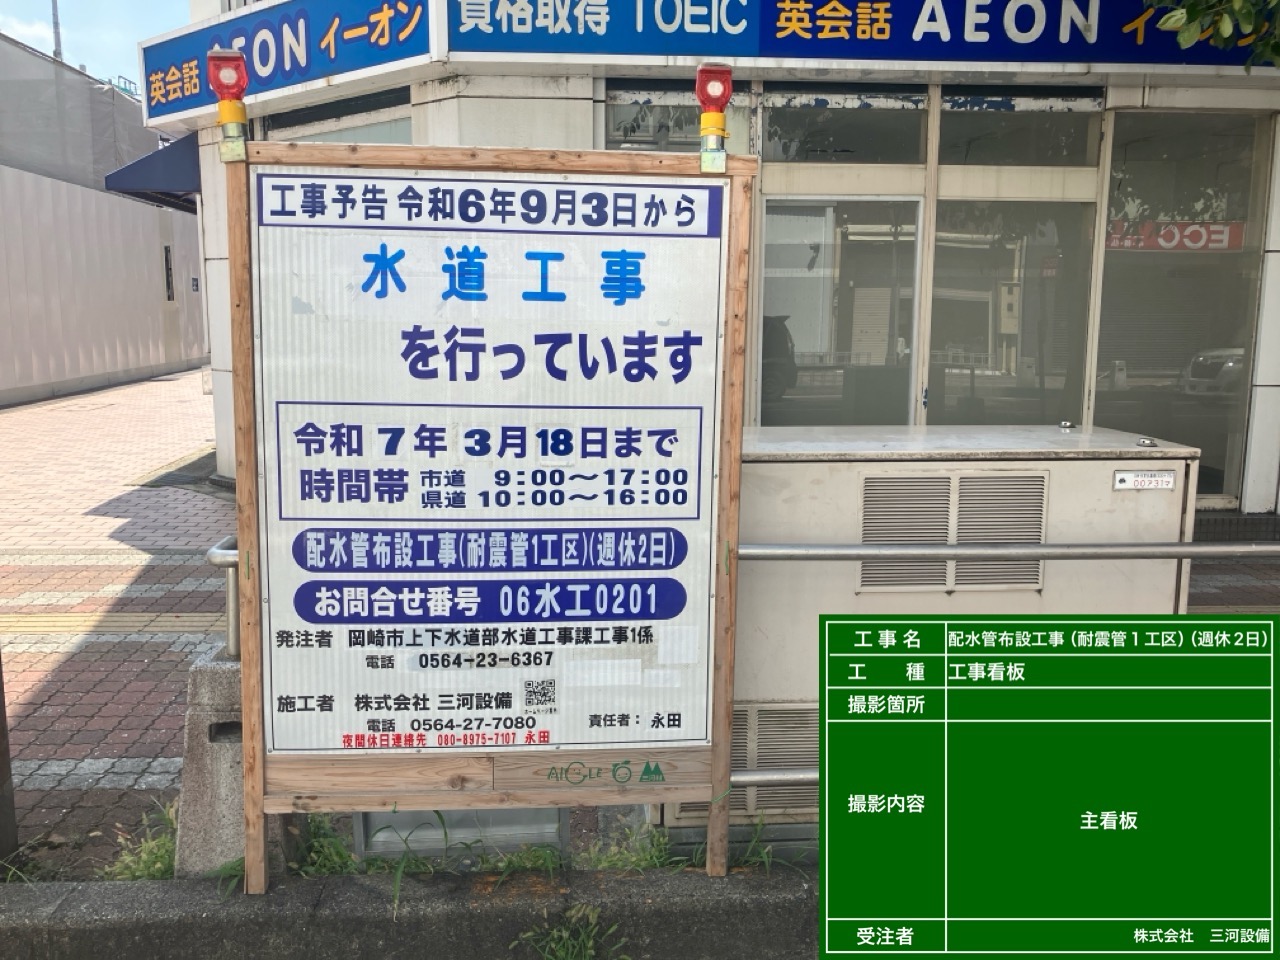 英会話 AEON イーオン
資格取得 TOEIC 英会話 AEON イーオン
工事予告 令和6年9月3日から
水道工事
を行っています
令和 7年 3月18日まで
時間帯 市道 9:00〜17:00
県道 10:00〜16:00
配水管布設工事(耐震管1工区)(週休2日)
お問合せ番号 06水工0201
発注者 岡崎市上下水道部水道工事課工事1係
電話 0564-23-6367
施工者 株式会社 三河設備
電話 0564-27-7080
責任者: 永田
夜間休日連絡先 080-8975-7107 永田
AIGLE
工事名 配水管布設工事(耐震管1工区)(週休2日)
工種 工事看板
撮影箇所
撮影内容 主看板
受注者 株式会社 三河設備